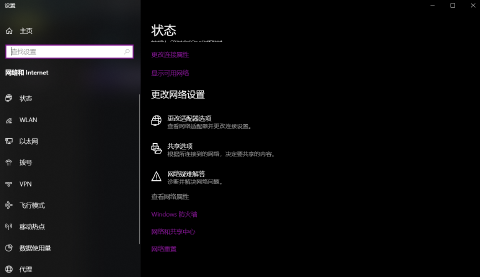 设置
主页
查找设置
网络和 Internet
状态
WLAN
以太网
拨号
VPN
飞行模式
移动热点
数据使用量
代理
状态
更改连接属性
显示可用网络
更改网络设置
更改适配器选项
查看网络适配器并更改连接设置。
共享选项
根据所连接到的网络，决定要共享的内容。
网络疑难解答
诊断并解决网络问题。
查看网络属性
Windows 防火墙
网络和共享中心
网络重置